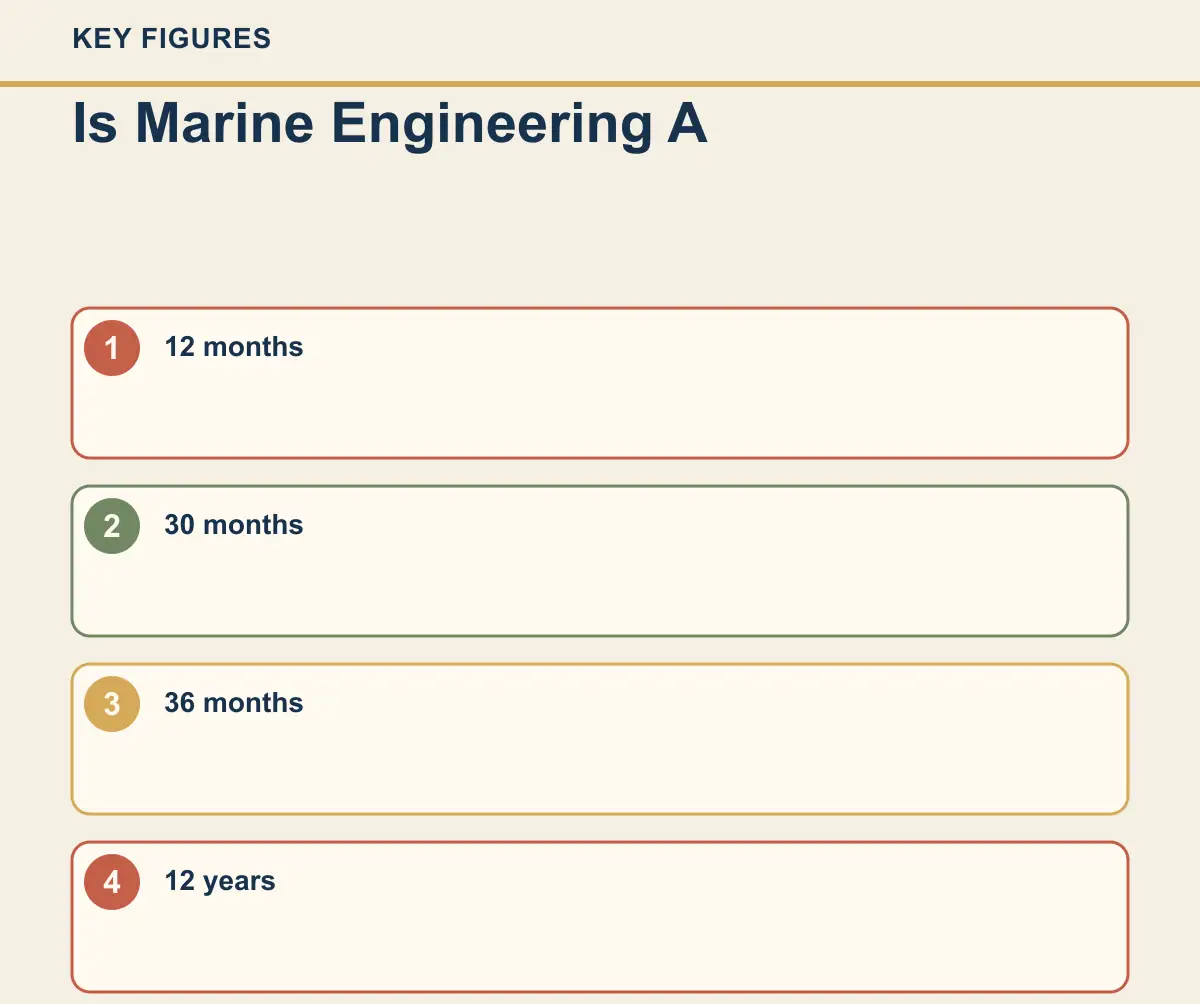 KEY FIGURES
Is Marine Engineering A
1 12 months
2 30 months
3 36 months
4 12 years